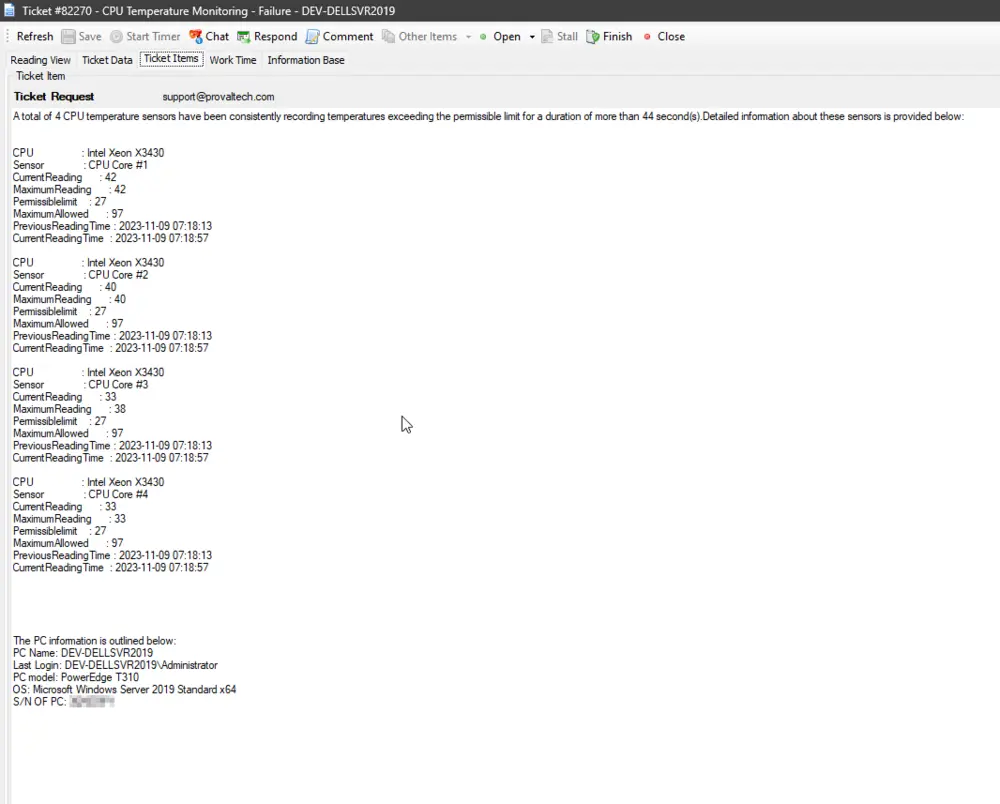 Ticket #82270 - CPU Temperature Monitoring - Failure - DEV-DELLSVR2019
Refresh Save Start Timer Chat Respond Comment Other Items Open Stall Finish Close
Reading View Ticket Data Ticket Items Work Time Information Base
Ticket Item
Ticket Request support@provaltech.com
A total of 4 CPU temperature sensors have been consistently recording temperatures exceeding the permissible limit for a duration of more than 44 second(s).Detailed information about these sensors is provided below:
CPU : Intel Xeon X3430
Sensor : CPU Core #1
CurrentReading : 42
MaximumReading : 42
Permissiblelimit : 27
MaximumAllowed : 97
PreviousReadingTime : 2023-11-09 07:18:13
CurrentReadingTime : 2023-11-09 07:18:57
CPU : Intel Xeon X3430
Sensor : CPU Core #2
CurrentReading : 40
MaximumReading : 40
Permissiblelimit : 27
MaximumAllowed : 97
PreviousReadingTime : 2023-11-09 07:18:13
CurrentReadingTime : 2023-11-09 07:18:57
CPU : Intel Xeon X3430
Sensor : CPU Core #3
CurrentReading : 33
MaximumReading : 38
Permissiblelimit : 27
MaximumAllowed : 97
PreviousReadingTime : 2023-11-09 07:18:13
CurrentReadingTime : 2023-11-09 07:18:57
CPU : Intel Xeon X3430
Sensor : CPU Core #4
CurrentReading : 33
MaximumReading : 33
Permissiblelimit : 27
MaximumAllowed : 97
PreviousReadingTime : 2023-11-09 07:18:13
CurrentReadingTime : 2023-11-09 07:18:57
The PC information is outlined below:
PC Name: DEV-DELLSVR2019
Last Login: DEV-DELLSVR2019\Administrator
PC model: PowerEdge T310
OS: Microsoft Windows Server 2019 Standard x64
S/N OF PC: